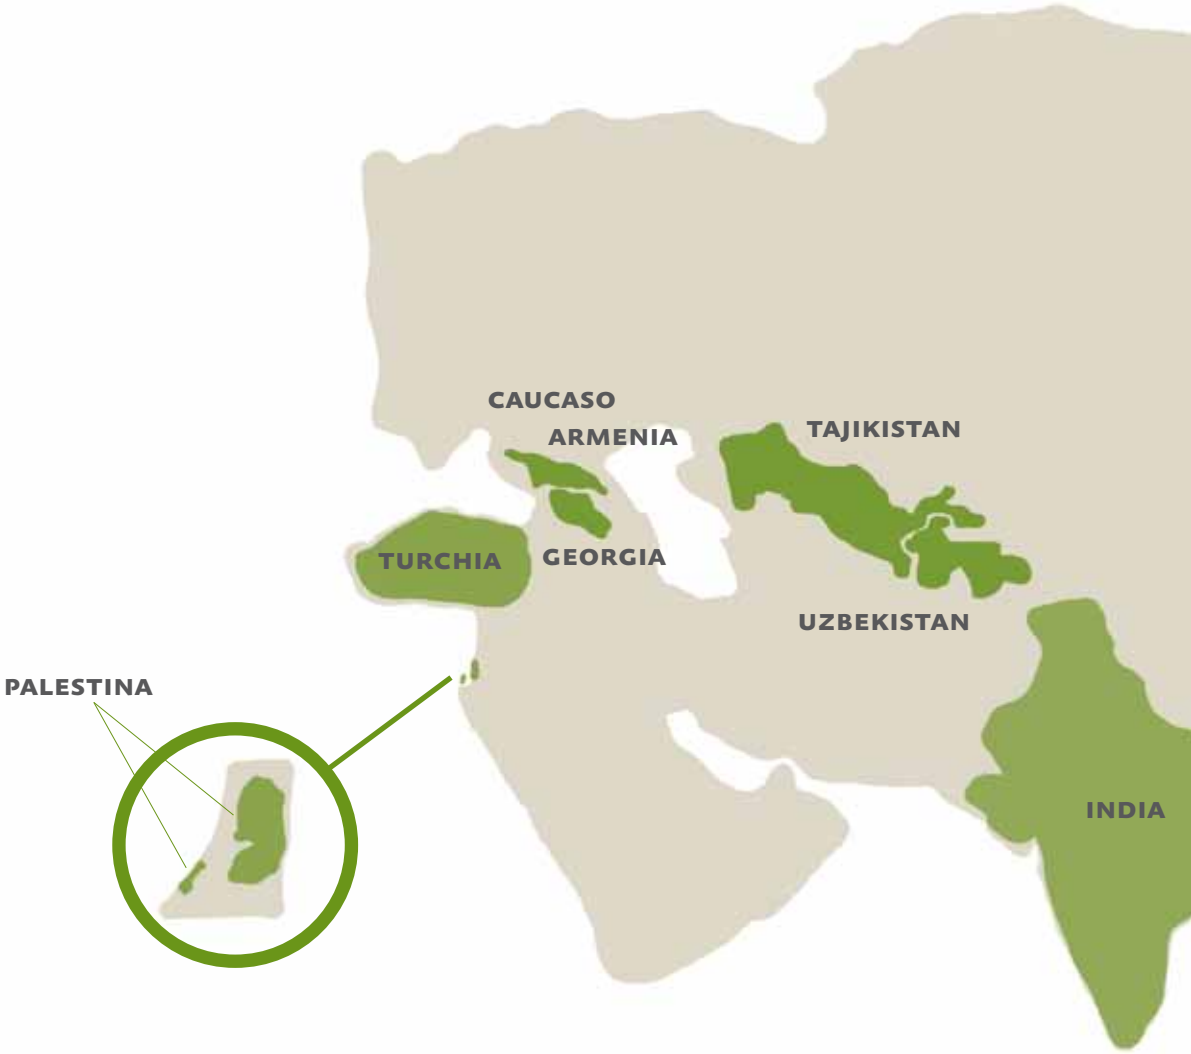 CAUCASO
ARMENIA
TAJIKISTAN
TURCHIA
GEORGIA
UZBEKISTAN
PALESTINA
INDIA